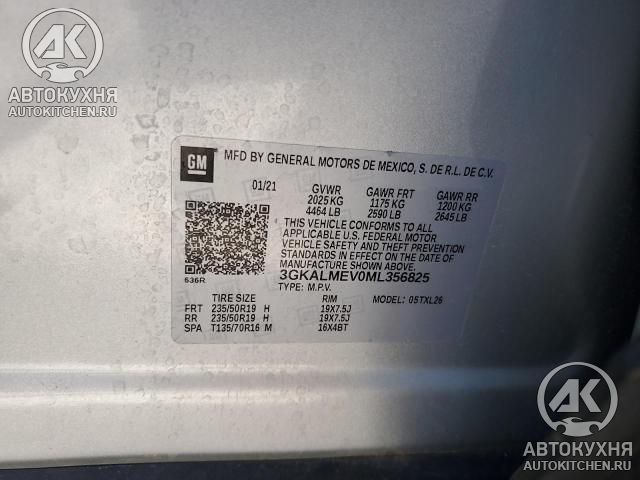 АК
АВТОКУХНЯ
AUTOKITCHEN.RU
GM MFD BY GENERAL MOTORS DE MEXICO, S. DE R.L. DE C.V.
01/21 GVWR GAWR FRT GAWR RR
2025 KG 1175 KG 1200 KG
4464 LB 2590 LB 2645 LB
THIS VEHICLE CONFORMS TO ALL
APPLICABLE U.S. FEDERAL MOTOR
VEHICLE SAFETY AND THEFT PREVENTION
STANDARDS IN EFFECT ON THE DATE OF
MANUFACTURE SHOWN ABOVE.
636R 3GKALMEV0ML356825
TYPE: M.P.V. MODEL: 05TXL26
TIRE SIZE RIM
FRT 235/50R19 H 19X7.5J
RR 235/50R19 H 19X7.5J
SPA T135/70R16 M 16X4BT
АК
АВТОКУХНЯ
AUTOKITCHEN.RU